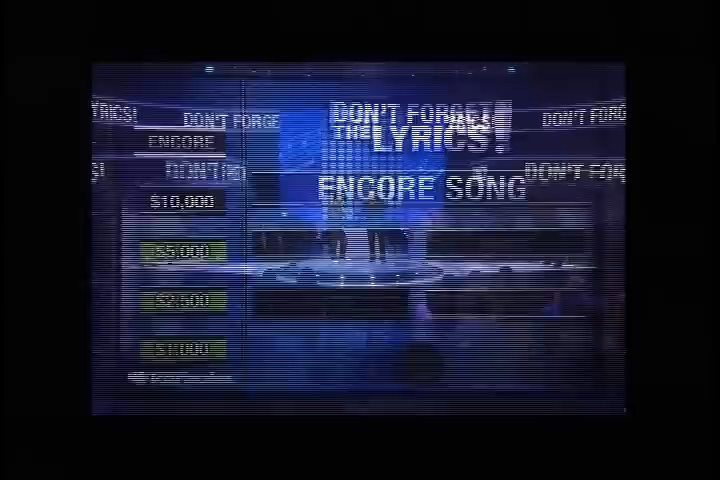 YRICS!
DON'T FORGE
DON'T FORGET
THE LYRICS!
DON'T FORG
ENCORE
S!
DON'T
DON'T FOR
ENCORE SONG
$10,000
$5,000
$2,500
$1,000